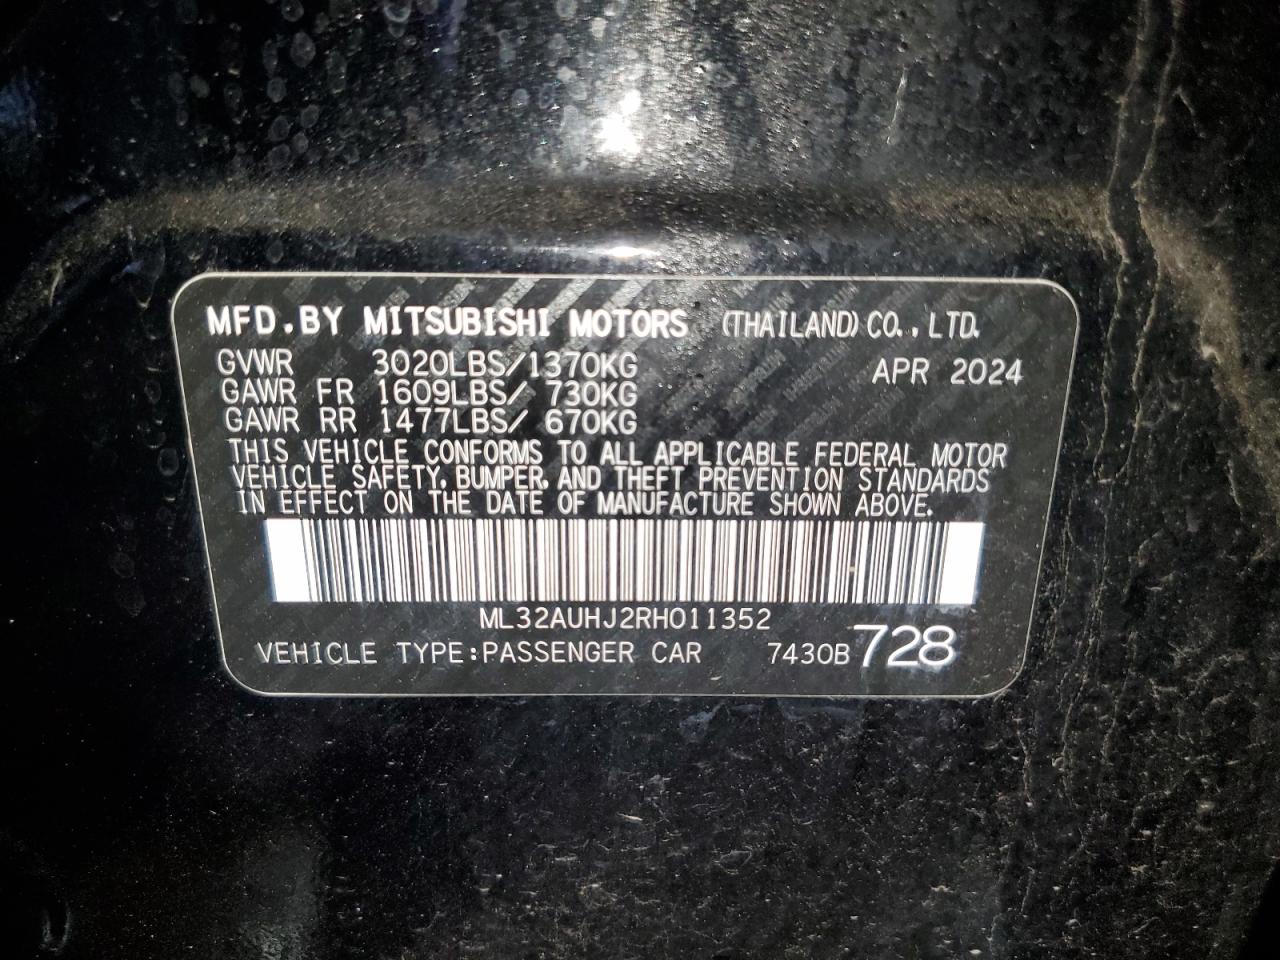 MFD.BY MITSUBISHI MOTORS (THAILAND)CO.,LTD.
GVWR 3020LBS/1370KG APR 2024
GAWR FR 1609LBS/ 730KG
GAWR RR 1477LBS/ 670KG
THIS VEHICLE CONFORMS TO ALL APPLICABLE FEDERAL MOTOR
VEHICLE SAFETY, BUMPER, AND THEFT PREVENTION STANDARDS
IN EFFECT ON THE DATE OF MANUFACTURE SHOWN ABOVE.
ML32AUHJ2RH011352
VEHICLE TYPE:PASSENGER CAR 7430B 728